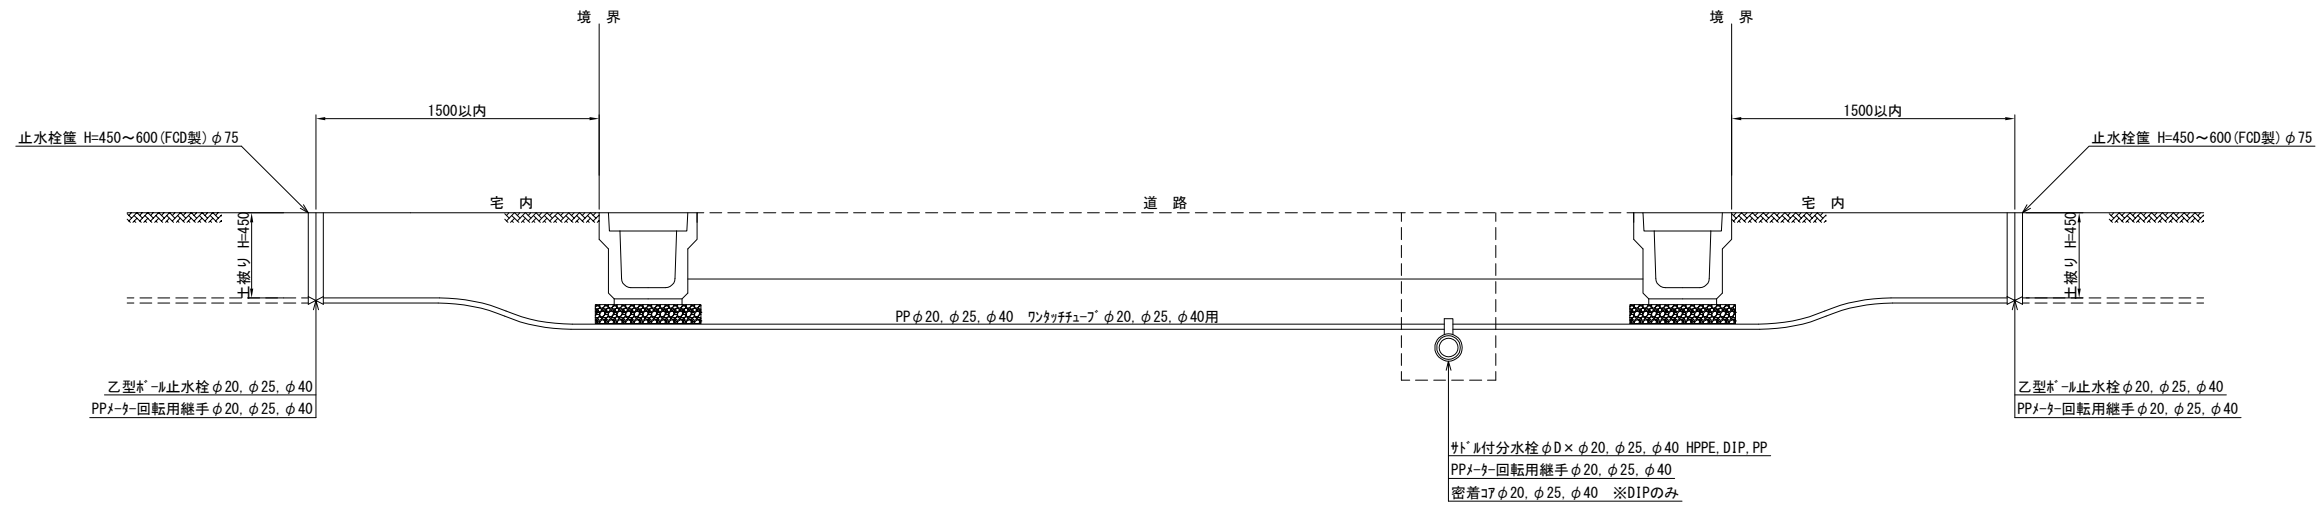 境 界
境 界
1500以内
1500以内
止水栓筐 H=450～600(FCD製)φ75
止水栓筐 H=450～600(FCD製)φ75
宅 内
道 路
宅 内
土被り H=450
土被り H=450
PPφ20, φ25, φ40 ﾜﾝﾀｯﾁﾁｭｰﾌﾞφ20, φ25, φ40用
乙型ﾎﾞｰﾙ止水栓φ20, φ25, φ40
PPﾒｰﾀｰ回転用継手φ20, φ25, φ40
乙型ﾎﾞｰﾙ止水栓φ20, φ25, φ40
PPﾒｰﾀｰ回転用継手φ20, φ25, φ40
ｻﾄﾞﾙ付分水栓φD×φ20, φ25, φ40 HPPE, DIP, PP
PPﾒｰﾀｰ回転用継手φ20, φ25, φ40
密着ｺｱφ20, φ25, φ40 ※DIPのみ